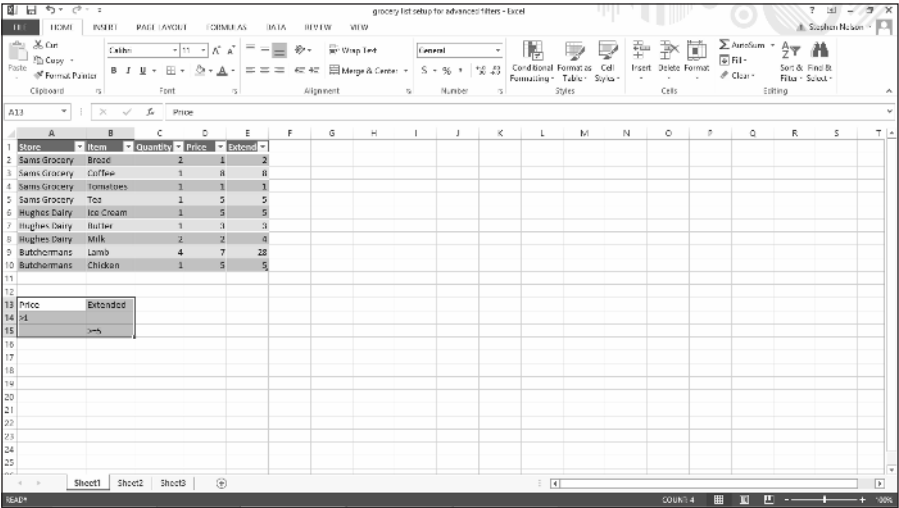 grocery list setup for advanced filters - Excel
Stephen Nelson
HOME INSERT PAGE LAYOUT FORMULAS DATA REVIEW VIEW
Cut
Copy
Format Painter
Paste
Clipboard
Calibri 11
B I U
Font
Wrap Text
Merge & Center
Alignment
General
$ % ,
Number
Conditional Formatting
Format as Table
Cell Styles
Styles
Insert Delete Format
Cells
AutoSum
Fill
Clear
Sort & Filter
Find & Select
Editing
A13 fx Price
A B C D E F G H I J K L M N O P Q R S T
1 Store Item Quantity Price Extend
2 Sams Grocery Bread 2 1 2
3 Sams Grocery Coffee 1 8 8
4 Sams Grocery Tomatoes 1 1 1
5 Sams Grocery Tea 1 5 5
6 Hughes Dairy Ice Cream 1 5 5
7 Hughes Dairy Butter 1 3 3
8 Hughes Dairy Milk 2 2 4
9 Butchermans Lamb 4 7 28
10 Butchermans Chicken 1 5 5
11
12
13 Price Extended
14 >1
15 >=5
16
17
18
19
20
21
22
23
24
25
Sheet1 Sheet2 Sheet3
READY COUNT: 4 100%